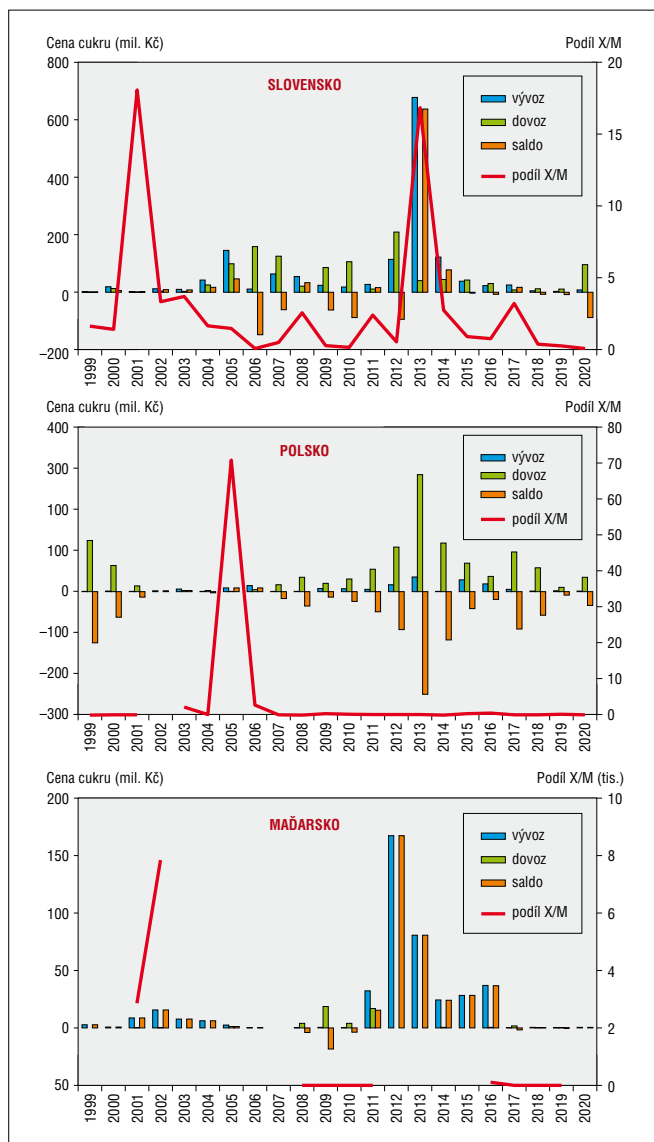 Cena cukru (mil. Kč) Podíl X/M
SLOVENSKO
800
600
400
200
0
–200
20
15
10
5
0
vývoz
dovoz
saldo
podíl X/M
1999 2000 2001 2002 2003 2004 2005 2006 2007 2008 2009 2010 2011 2012 2013 2014 2015 2016 2017 2018 2019 2020
Cena cukru (mil. Kč) Podíl X/M
POLSKO
400
300
100
100
0
–100
–200
–300
80
70
60
50
40
30
20
10
0
vývoz
dovoz
saldo
podíl X/M
1999 2000 2001 2002 2003 2004 2005 2006 2007 2008 2009 2010 2011 2012 2013 2014 2015 2016 2017 2018 2019 2020
Cena cukru (mil. Kč) Podíl X/M (tis.)
MAĎARSKO
200
150
100
50
0
50
10
8
6
4
2
0
vývoz
dovoz
saldo
podíl X/M
1999 2000 2001 2002 2003 2004 2005 2006 2007 2008 2009 2010 2011 2012 2013 2014 2015 2016 2017 2018 2019 2020